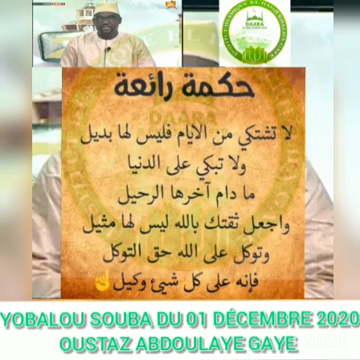 DAARA
حكمة رائعة
لا تشتكي من الايام فليس لها بديل
ولا تبكي على الدنيا
ما دام آخرها الرحيل
واجعل ثقتك بالله ليس لها مثيل
وتوكل على الله حق التوكل
فإنه على كل شيئ وكيل
YOBALOU SOUBA DU 01 DÉCEMBRE 2020
OUSTAZ ABDOULAYE GAYE